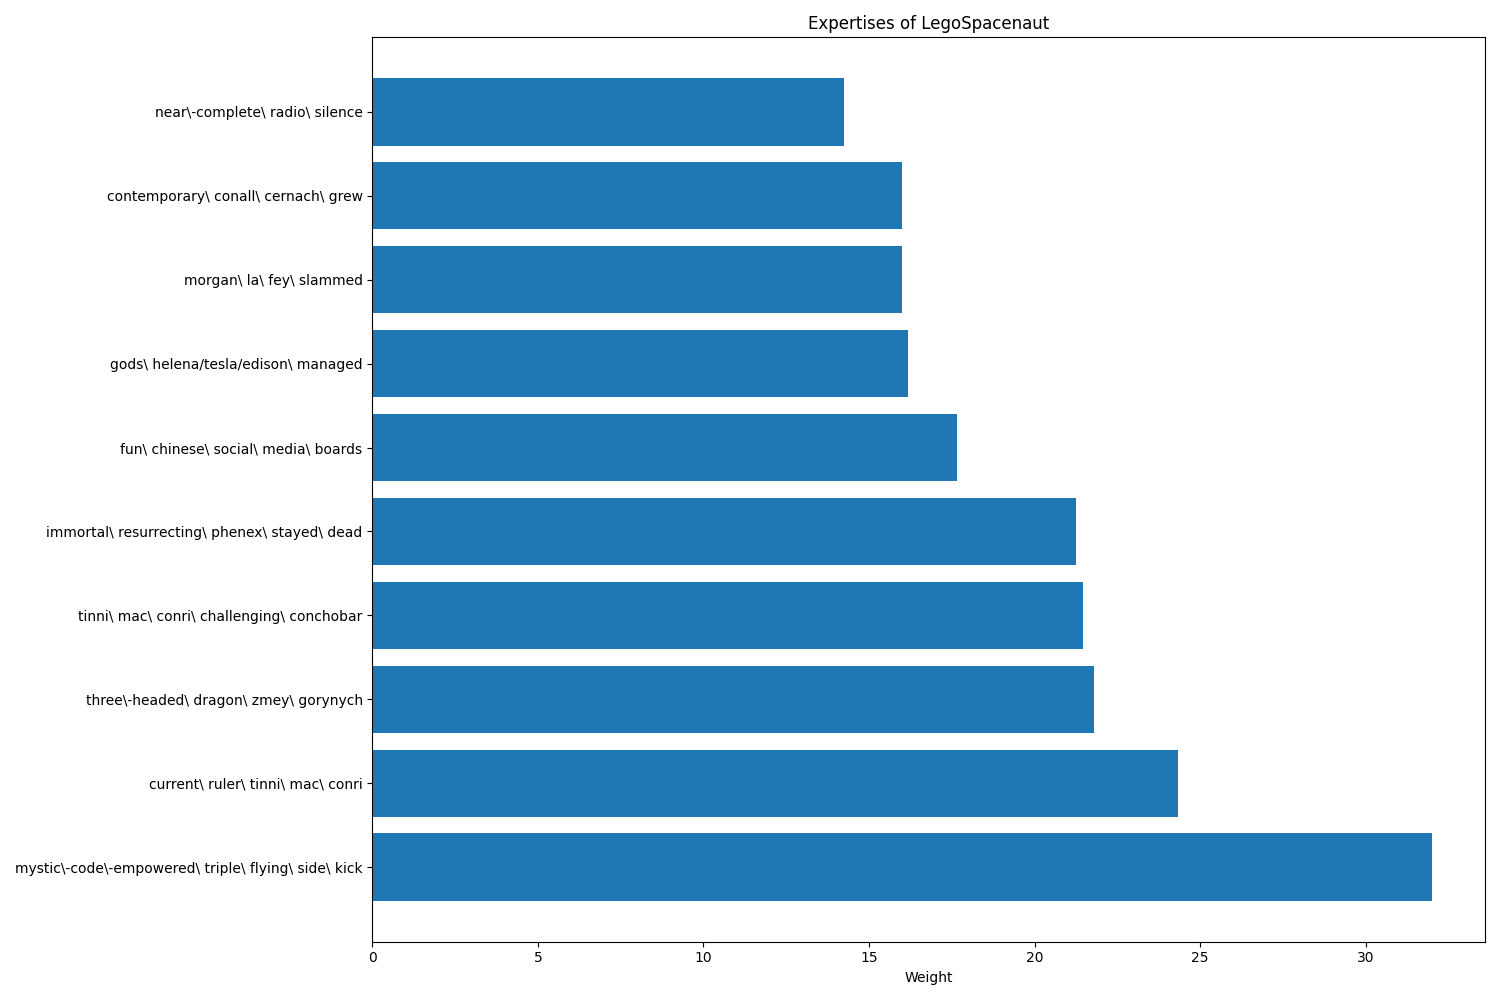 Expertises of LegoSpacenaut
near\-complete\ radio\ silence
contemporary\ conall\ cernach\ grew
morgan\ la\ fey\ slammed
gods\ helena/tesla/edison\ managed
fun\ chinese\ social\ media\ boards
immortal\ resurrecting\ phenex\ stayed\ dead
tinni\ mac\ conri\ challenging\ conchobar
three\-headed\ dragon\ zmey\ gorynych
current\ ruler\ tinni\ mac\ conri
mystic\-code\-empowered\ triple\ flying\ side\ kick
0 5 10 15 20 25 30
Weight